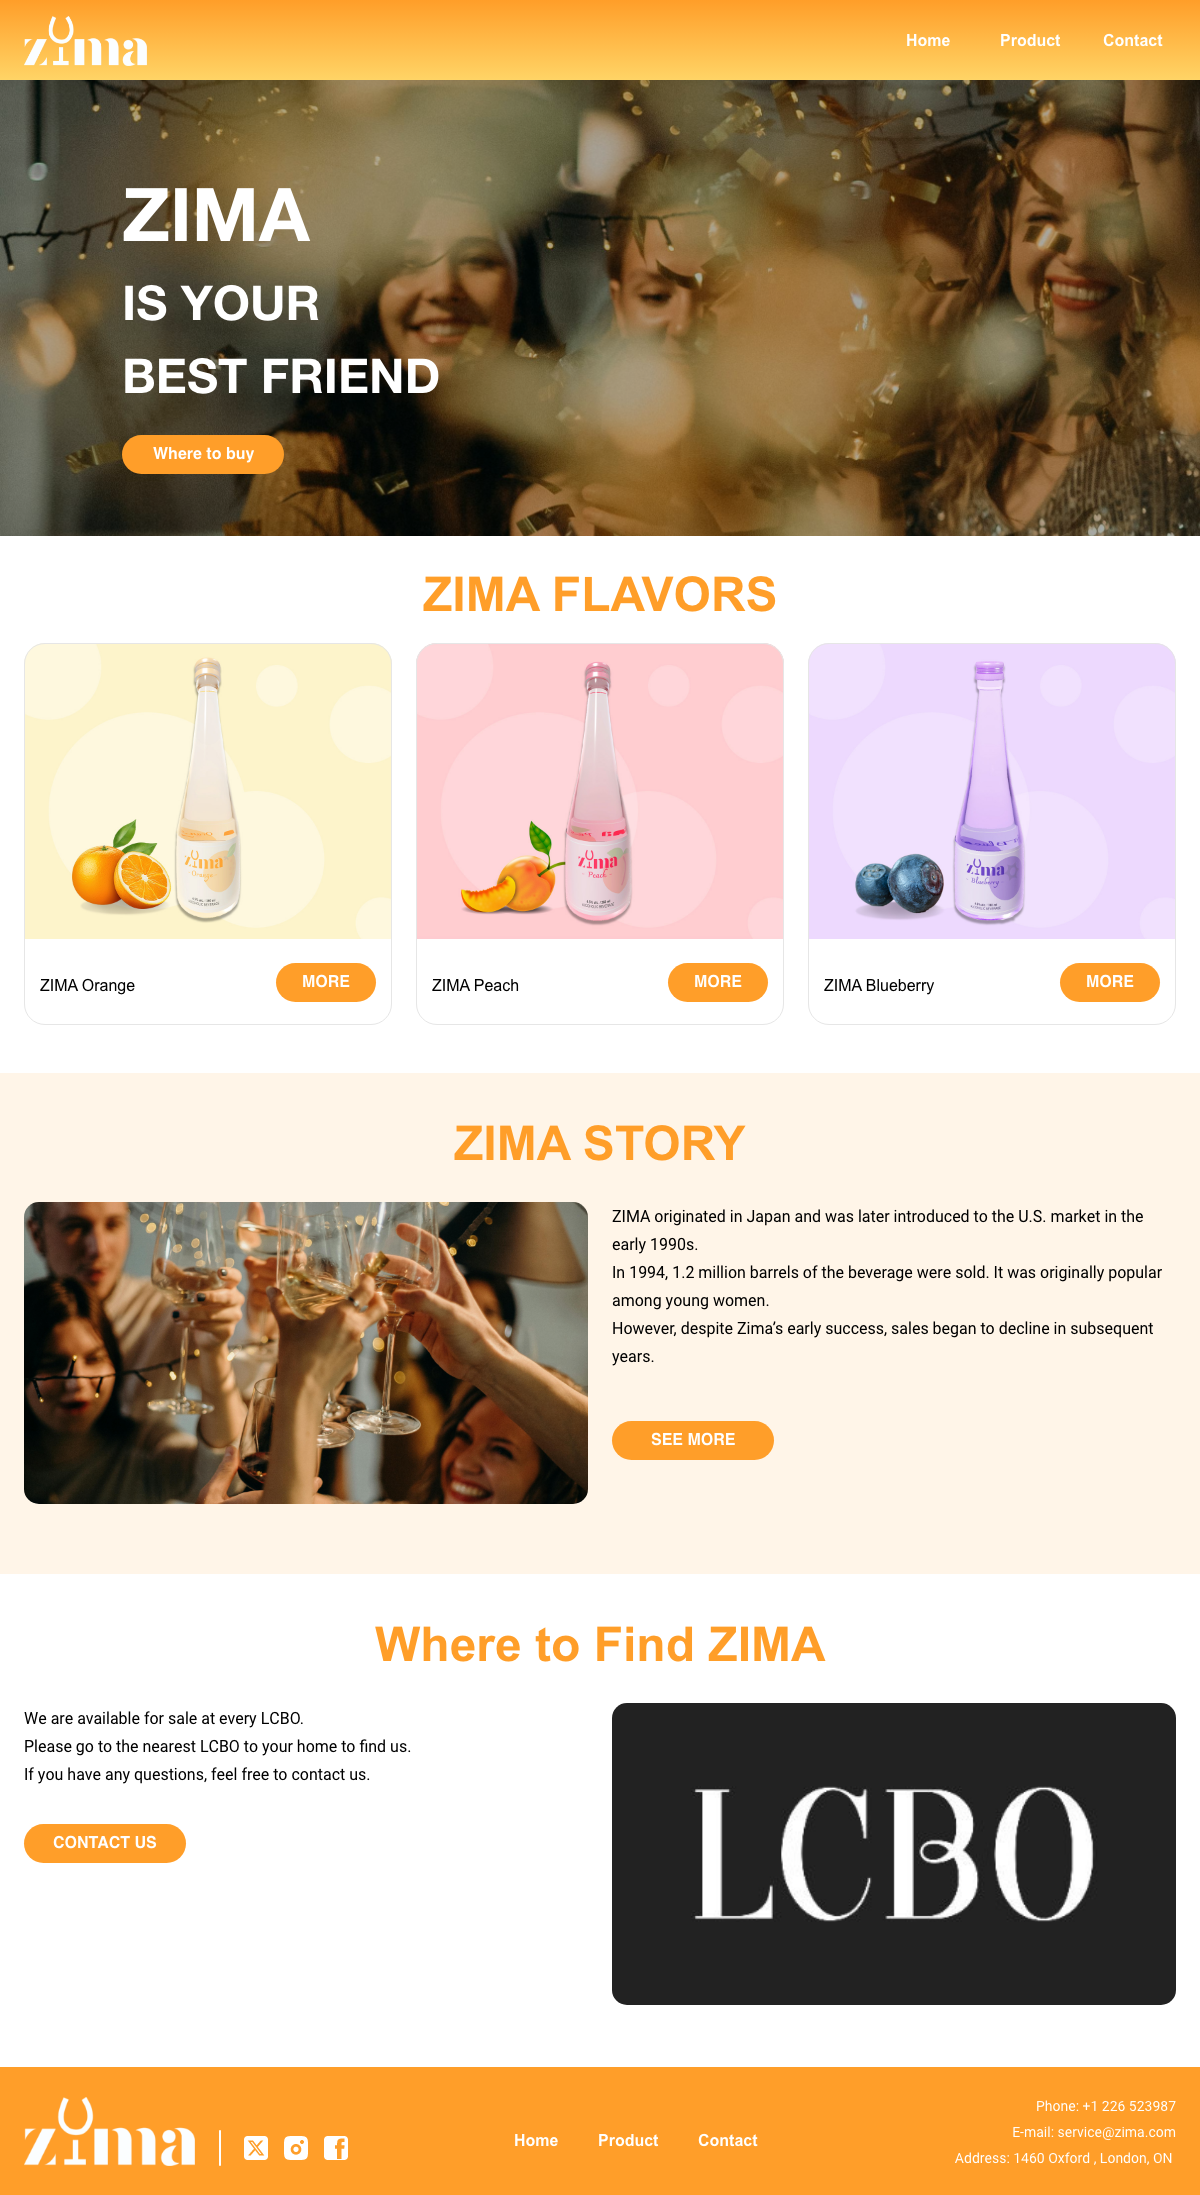 zima
Home Product Contact
ZIMA
IS YOUR
BEST FRIEND
Where to buy
ZIMA FLAVORS
zima
Orange
zima
Peach
zima
Blueberry
ZIMA Orange
MORE
ZIMA Peach
MORE
ZIMA Blueberry
MORE
ZIMA STORY
ZIMA originated in Japan and was later introduced to the U.S. market in the
early 1990s.
In 1994, 1.2 million barrels of the beverage were sold. It was originally popular
among young women.
However, despite Zima’s early success, sales began to decline in subsequent
years.
SEE MORE
Where to Find ZIMA
We are available for sale at every LCBO.
Please go to the nearest LCBO to your home to find us.
If you have any questions, feel free to contact us.
CONTACT US
LCBO
zima
Home Product Contact
Phone: +1 226 523987
E-mail: service@zima.com
Address: 1460 Oxford , London, ON